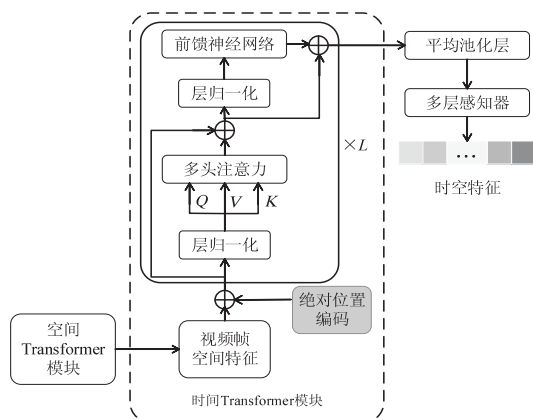 前馈神经网络
平均池化层
层归一化
多层感知器
×L
多头注意力
...
Q V K
时空特征
层归一化
绝对位置
编码
空间
Transformer
模块
视频帧
空间特征
时间Transformer模块